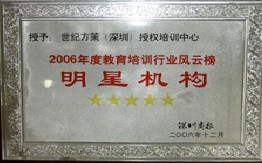 授予： 世纪方策（深圳）授权培训中心
2006年度教育培训行业风云榜
明星机构
深圳商报
二〇〇六年十二月